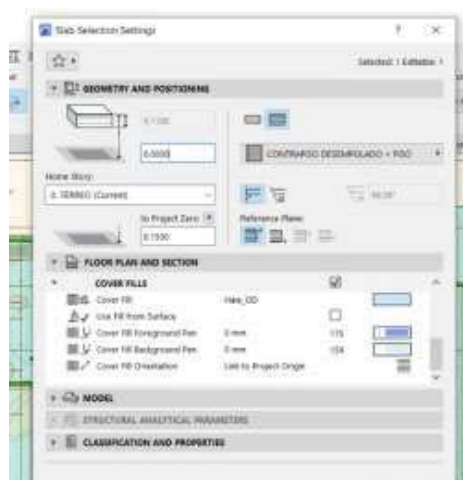 Slab Selection Settings
? ×
Selected: 1 Editable: 1
GEOMETRY AND POSITIONING
0.0000
CONTRAPISO DESEMPOLADO + PISO
Home Story:
0. TÉRREO (Current)
to Project Zero
Reference Plane:
0.1500
FLOOR PLAN AND SECTION
COVER FILLS
Cover Fill
Use Fill from Surface
Cover Fill Foreground Pen 0 mm 175
Cover Fill Background Pen 0 mm
Cover Fill Orientation Link to Project Origin
MODEL
STRUCTURAL ANALYTICAL PARAMETERS
CLASSIFICATION AND PROPERTIES